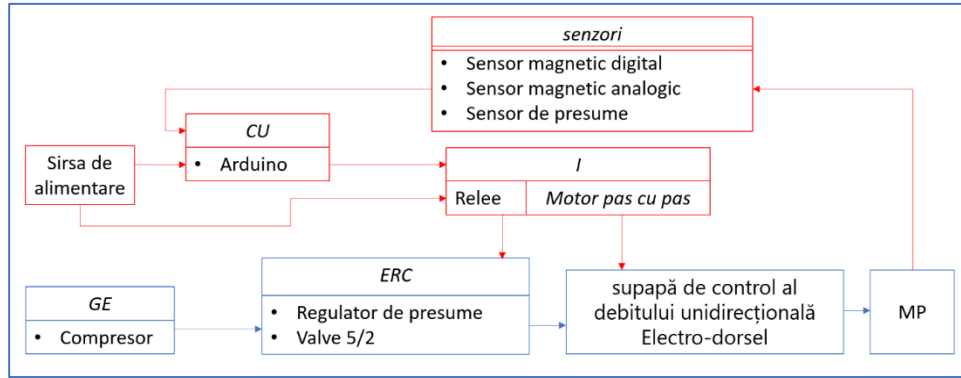 senzori
• Sensor magnetic digital
• Sensor magnetic analogic
• Sensor de presume
CU
• Arduino
Sirsa de
alimentare
I
Relee
Motor pas cu pas
ERC
• Regulator de presume
• Valve 5/2
GE
• Compresor
supapă de control al
debitului unidirecțională
Electro-dorsel
MP